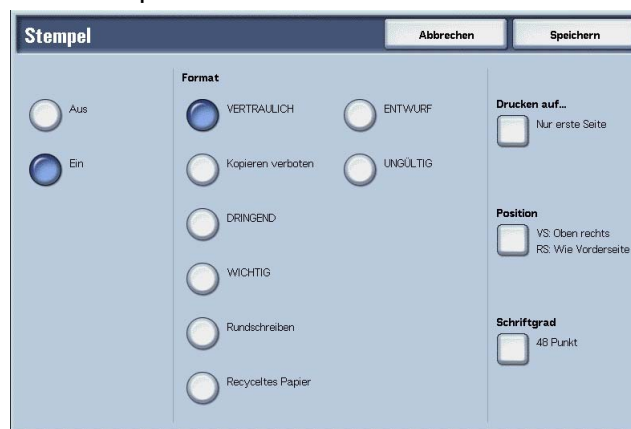 Stempel
Abbrechen
Speichern
Aus
Ein
Format
VERTRAULICH
ENTWURF
Kopieren verboten
UNGÜLTIG
DRINGEND
WICHTIG
Rundschreiben
Recyceltes Papier
Drucken auf...
Nur erste Seite
Position
VS: Oben rechts
RS: Wie Vorderseite
Schriftgrad
48 Punkt